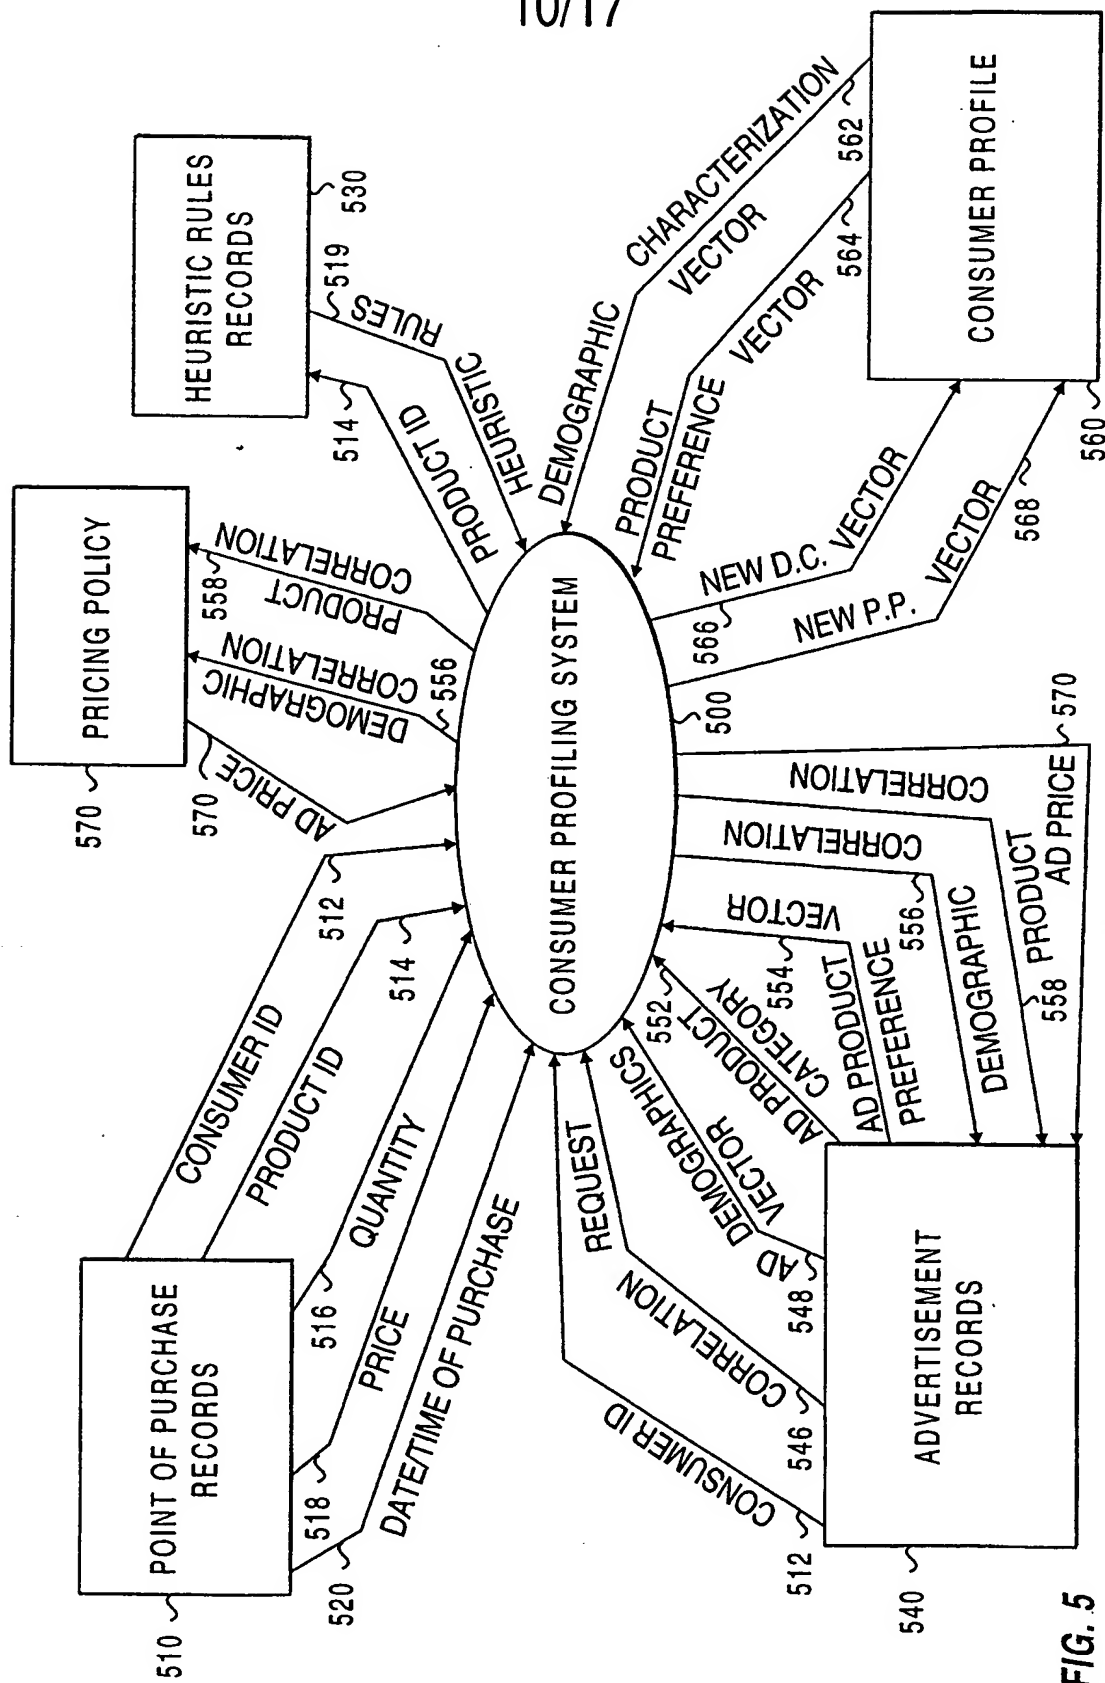 10/17
POINT OF PURCHASE
RECORDS
510
CONSUMER ID
512
PRODUCT ID
514
QUANTITY
516
PRICE
518
DATE/TIME OF PURCHASE
520
PRICING POLICY
570
AD PRICE
570
DEMOGRAPHIC
CORRELATION
556
PRODUCT
CORRELATION
558
HEURISTIC RULES
RECORDS
530
PRODUCT ID
514
HEURISTIC
RULES
519
CONSUMER PROFILING SYSTEM
500
DEMOGRAPHIC
CHARACTERIZATION
VECTOR
562
PRODUCT
PREFERENCE
VECTOR
564
NEW D.C.
VECTOR
566
NEW P.P.
VECTOR
568
CONSUMER PROFILE
560
ADVERTISEMENT
RECORDS
540
CONSUMER ID
512
CORRELATION
REQUEST
546
AD DEMOGRAPHICS
VECTOR
548
AD PRODUCT
CATEGORY
552
AD PRODUCT
PREFERENCE
VECTOR
554
DEMOGRAPHIC
CORRELATION
556
PRODUCT
CORRELATION
558
AD PRICE
570
FIG. 5